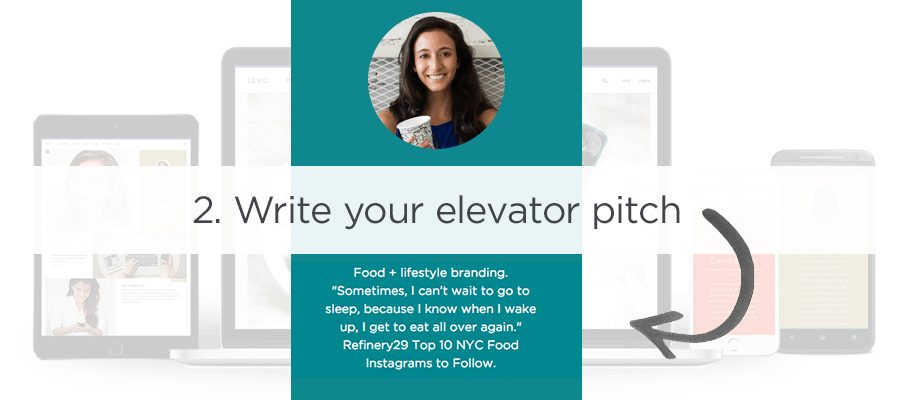 LEVO
2. Write your elevator pitch
Food + lifestyle branding.
"Sometimes, I can't wait to go to
sleep, because I know when I wake
up, I get to eat all over again."
Refinery29 Top 10 NYC Food
Instagrams to Follow.